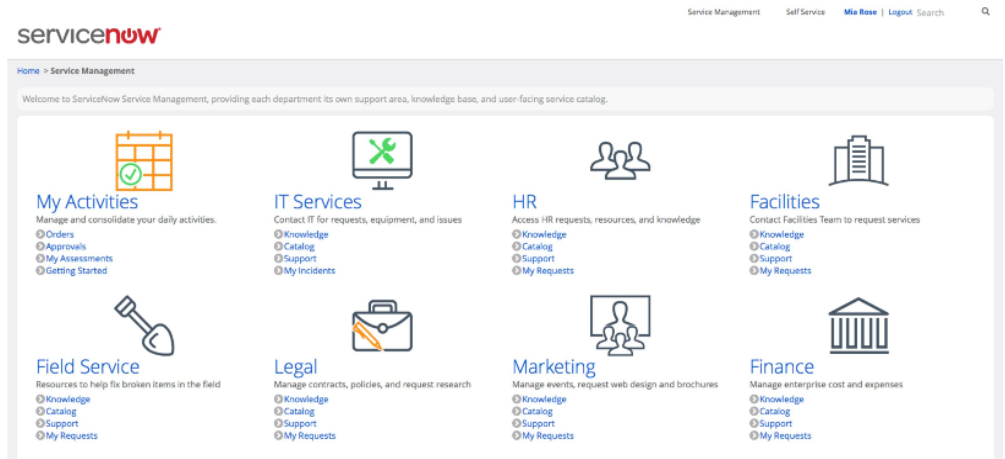 Service Management Self Service Mia Rose | Logout Search
servicenow
Home > Service Management
Welcome to ServiceNow Service Management, providing each department its own support area, knowledge base, and user-facing service catalog.
My Activities
Manage and consolidate your daily activities.
Orders
Approvals
My Assessments
Getting Started
IT Services
Contact IT for requests, equipment, and issues
Knowledge
Catalog
Support
My Incidents
HR
Access HR requests, resources, and knowledge
Knowledge
Catalog
Support
My Requests
Facilities
Contact Facilities Team to request services
Knowledge
Catalog
Support
My Requests
Field Service
Resources to help fix broken items in the field
Knowledge
Catalog
Support
My Requests
Legal
Manage contracts, policies, and request research
Knowledge
Catalog
Support
My Requests
Marketing
Manage events, request web design and brochures
Knowledge
Catalog
Support
My Requests
Finance
Manage enterprise cost and expenses
Knowledge
Catalog
Support
My Requests